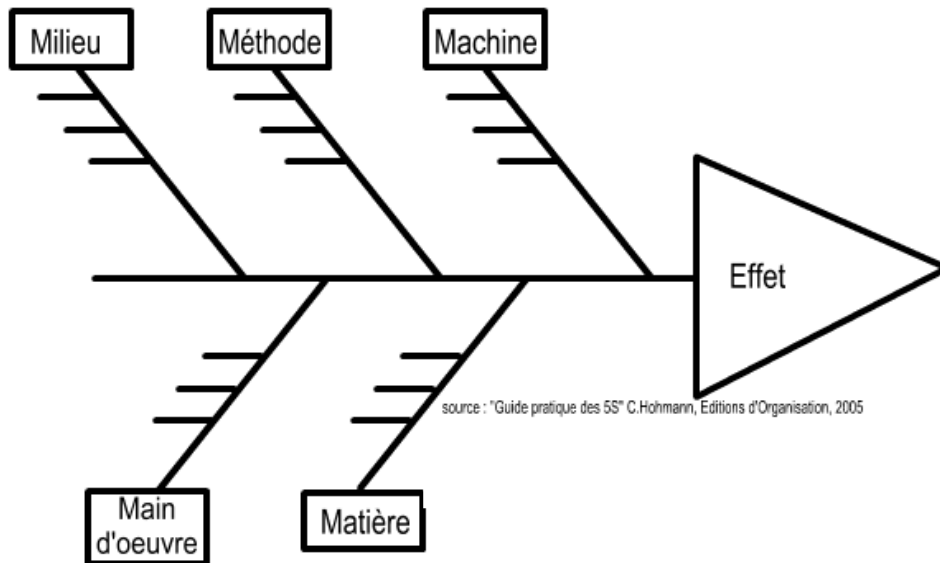 Milieu
Méthode
Machine
Effet
source : "Guide pratique des 5S" C.Hohmann, Editions d'Organisation, 2005
Main
d'oeuvre
Matière